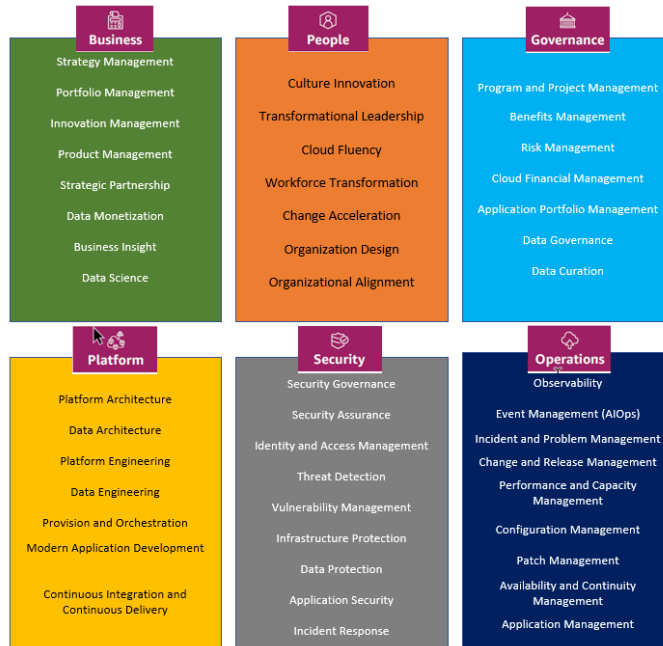 Business
Strategy Management
Portfolio Management
Innovation Management
Product Management
Strategic Partnership
Data Monetization
Business Insight
Data Science
People
Culture Innovation
Transformational Leadership
Cloud Fluency
Workforce Transformation
Change Acceleration
Organization Design
Organizational Alignment
Governance
Program and Project Management
Benefits Management
Risk Management
Cloud Financial Management
Application Portfolio Management
Data Governance
Data Curation
Platform
Platform Architecture
Data Architecture
Platform Engineering
Data Engineering
Provision and Orchestration
Modern Application Development
Continuous Integration and
Continuous Delivery
Security
Security Governance
Security Assurance
Identity and Access Management
Threat Detection
Vulnerability Management
Infrastructure Protection
Data Protection
Application Security
Incident Response
Operations
Observability
Event Management (AIOps)
Incident and Problem Management
Change and Release Management
Performance and Capacity
Management
Configuration Management
Patch Management
Availability and Continuity
Management
Application Management